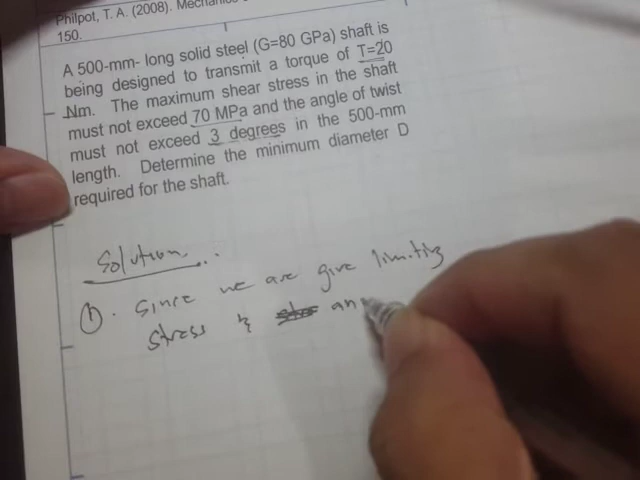 Philpot, T. A. (2008). Mechanics
150.
A 500-mm- long solid steel (G=80 GPa) shaft is
being designed to transmit a torque of T=20
Nm. The maximum shear stress in the shaft
must not exceed 70 MPa and the angle of twist
must not exceed 3 degrees in the 500-mm
length. Determine the minimum diameter D
required for the shaft.
Solution...
1. Since we are give limiting
stress & an